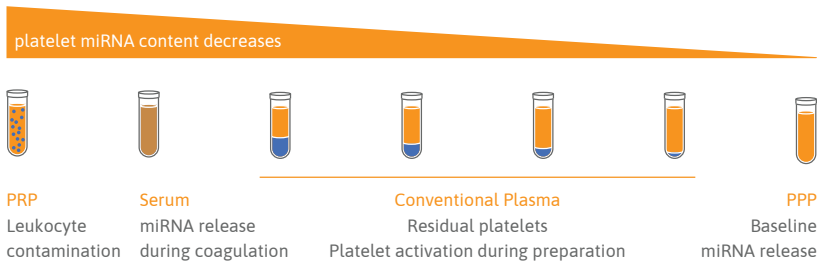 platelet miRNA content decreases
PRP
Leukocyte
contamination
Serum
miRNA release
during coagulation
Conventional Plasma
Residual platelets
Platelet activation during preparation
PPP
Baseline
miRNA release